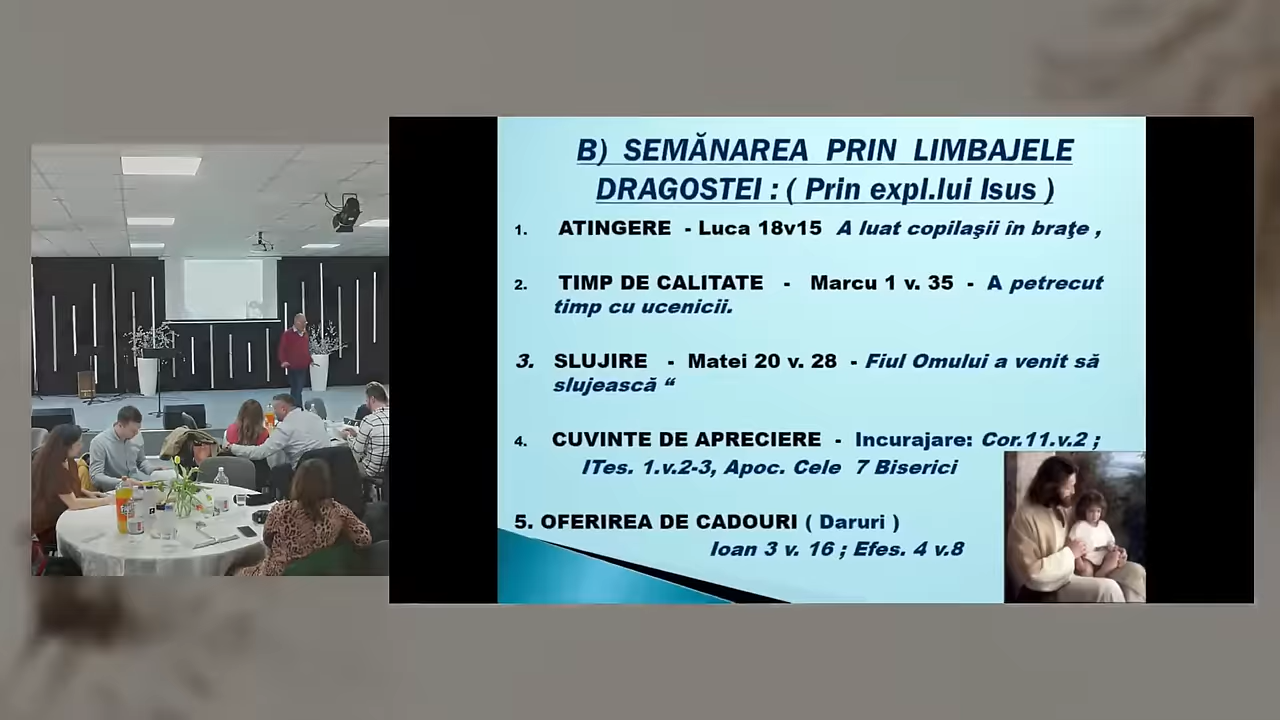 B) SEMĂNAREA PRIN LIMBAJELE
DRAGOSTEI : ( Prin expl.lui Isus )
1. ATINGERE - Luca 18v15 A luat copilaşii în braţe ,
2. TIMP DE CALITATE - Marcu 1 v. 35 - A petrecut
timp cu ucenicii.
3. SLUJIRE - Matei 20 v. 28 - Fiul Omului a venit să
slujească “
4. CUVINTE DE APRECIERE - Incurajare: Cor.11.v.2 ;
ITes. 1.v.2-3, Apoc. Cele 7 Biserici
5. OFERIREA DE CADOURI ( Daruri )
Ioan 3 v. 16 ; Efes. 4 v.8